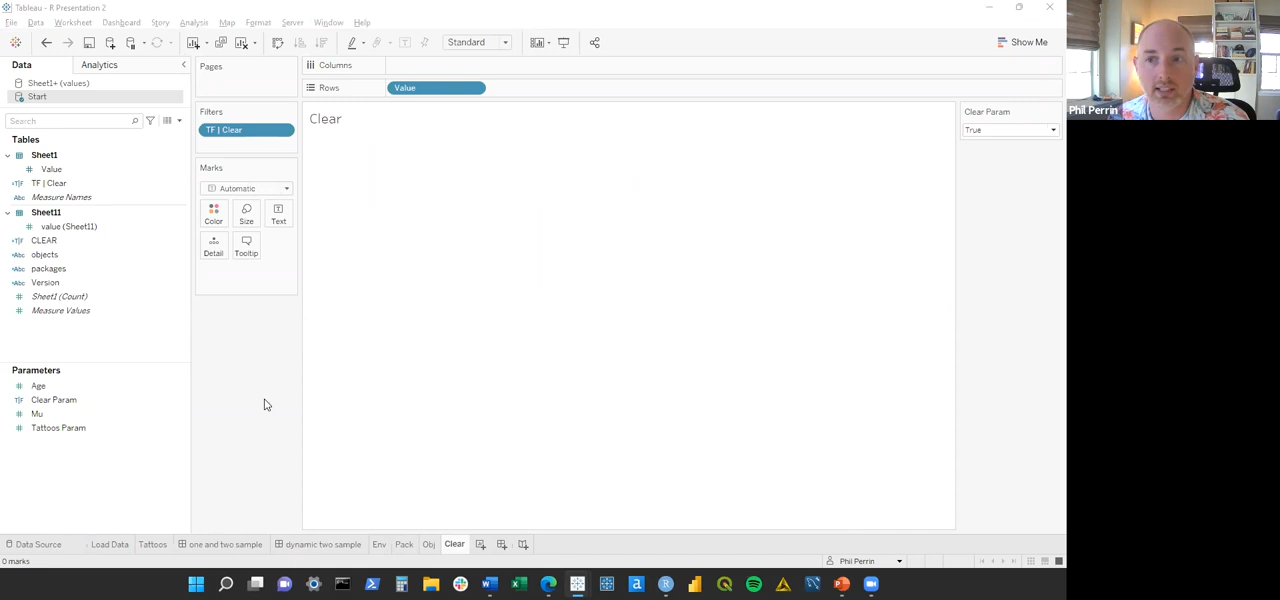 Tableau - R Presentation 2
File Data Worksheet Dashboard Story Analysis Map Format Server Window Help
Standard
Show Me
Data Analytics
Sheet1+ (values)
Start
Search
Tables
Sheet1
# Value
T|F TF | Clear
Abc Measure Names
Sheet11
# value (Sheet11)
=T|F CLEAR
=Abc objects
=Abc packages
=Abc Version
# Sheet1 (Count)
# Measure Values
Parameters
# Age
T|F Clear Param
# Mu
# Tattoos Param
Pages
Filters
TF | Clear
Marks
Automatic
Color Size Text
Detail Tooltip
Columns
Rows Value
Clear
Clear Param
True
Phil Perrin
Data Source Load Data Tattoos one and two sample dynamic two sample Env Pack Obj Clear
0 marks
Phil Perrin